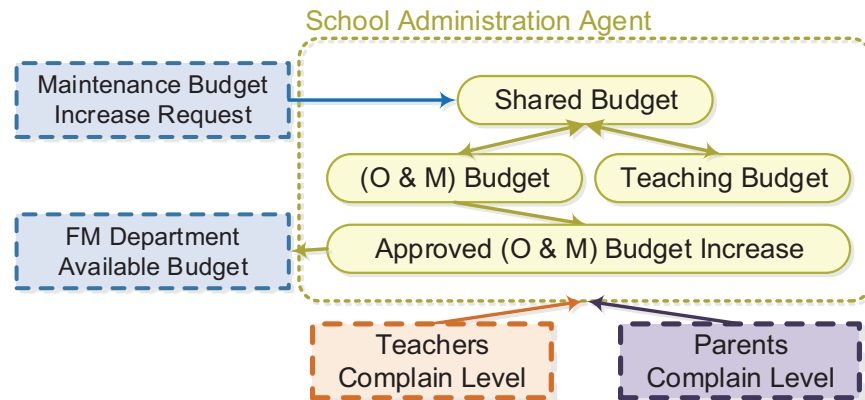 School Administration Agent
Maintenance Budget
Increase Request
Shared Budget
(O & M) Budget
Teaching Budget
FM Department
Available Budget
Approved (O & M) Budget Increase
Teachers
Complain Level
Parents
Complain Level